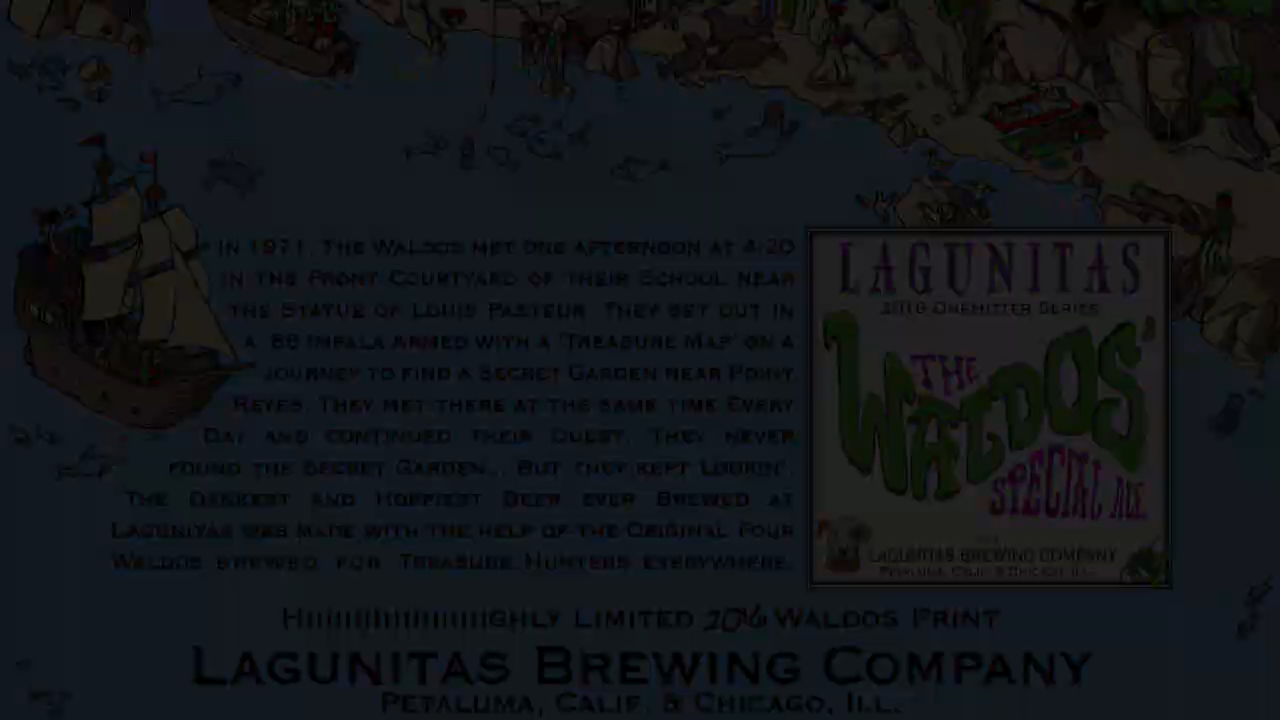 IN 1971, THE WALDOS MET ONE AFTERNOON AT 4:20
IN THE FRONT COURTYARD OF THEIR SCHOOL NEAR
THE STATUE OF LOUIS PASTEUR. THEY SET OUT IN
A '66 IMPALA ARMED WITH A 'TREASURE MAP' ON A
JOURNEY TO FIND A SECRET GARDEN NEAR POINT
REYES. THEY MET THERE AT THE SAME TIME EVERY
DAY AND CONTINUED THEIR QUEST. THEY NEVER
FOUND THE SECRET GARDEN... BUT THEY KEPT LOOKIN'.
THE DANKEST AND HOPPIEST BEER EVER BREWED AT
LAGUNITAS WAS MADE WITH THE HELP OF THE ORIGINAL FOUR
WALDOS BREWED FOR TREASURE HUNTERS EVERYWHERE.
LAGUNITAS
2016 ONEHITTER SERIES
THE
WALDOS'
SPECIAL ALE
LAGUNITAS BREWING COMPANY
PETALUMA, CALIF. & CHICAGO, ILL.
HIIIIIIIIIIIIIIIIIIGHLY LIMITED 2016 WALDOS PRINT
LAGUNITAS BREWING COMPANY
PETALUMA, CALIF. & CHICAGO, ILL.